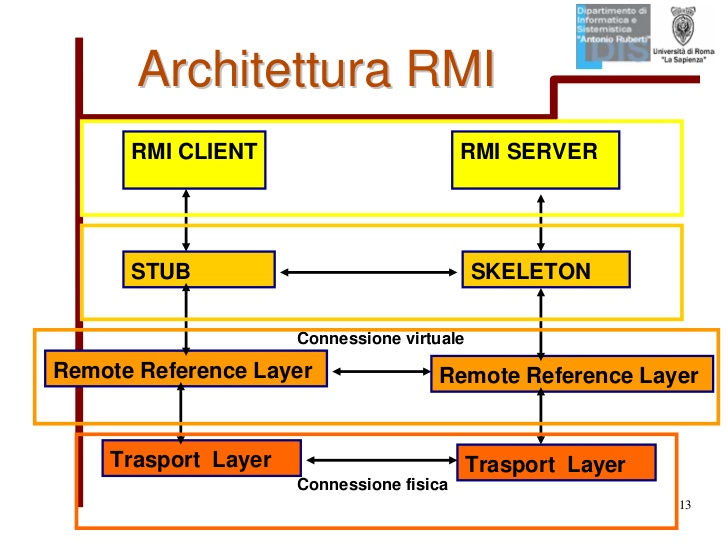 Dipartimento di
Informatica e
Sistemistica
"Antonio Ruberti"
Università di Roma
"La Sapienza"
Architettura RMI
RMI CLIENT
RMI SERVER
STUB
SKELETON
Connessione virtuale
Remote Reference Layer
Remote Reference Layer
Trasport Layer
Trasport Layer
Connessione fisica
13